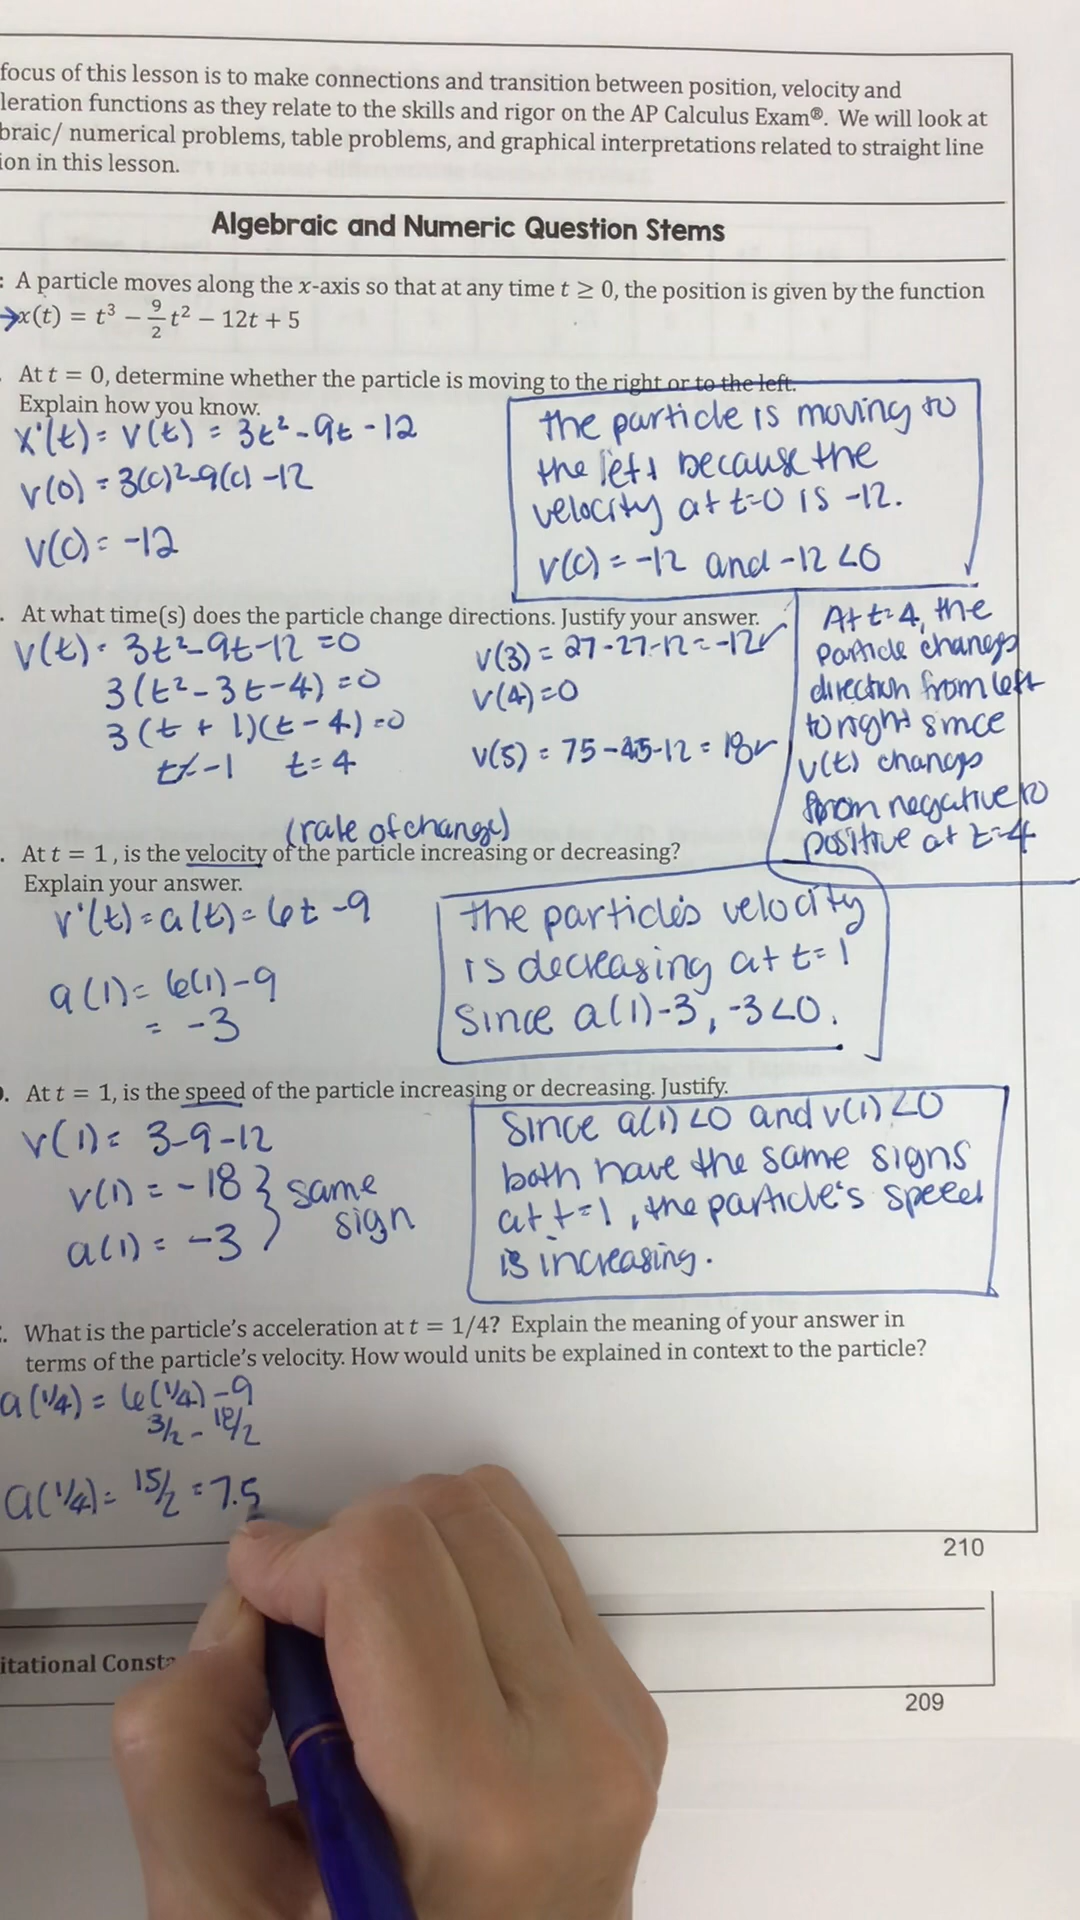 focus of this lesson is to make connections and transition between position, velocity and
leration functions as they relate to the skills and rigor on the AP Calculus Exam®. We will look at
braic/ numerical problems, table problems, and graphical interpretations related to straight line
ion in this lesson.
Algebraic and Numeric Question Stems
: A particle moves along the x-axis so that at any time t ≥ 0, the position is given by the function
→x(t) = t³ − 9/2 t² − 12t + 5
. At t = 0, determine whether the particle is moving to the right or to the left.
Explain how you know.
x'(t) = v(t) = 3t² - 9t - 12
v(0) = 3(0)² - 9(0) - 12
v(0) = -12
the particle is moving to
the left because the
velocity at t=0 is -12.
v(0) = -12 and -12 < 0
. At what time(s) does the particle change directions. Justify your answer.
v(t) = 3t² - 9t - 12 = 0
3(t² - 3t - 4) = 0
3(t + 1)(t - 4) = 0
t ≠ -1 t = 4
v(3) = 27 - 27 - 12 = -12 ✓
v(4) = 0
v(5) = 75 - 45 - 12 = 18 ✓
At t=4, the
particle changes
direction from left
to right since
v(t) changes
from negative to
positive at t=4
(rate of change)
. At t = 1, is the velocity of the particle increasing or decreasing?
Explain your answer.
v'(t) = a(t) = 6t - 9
a(1) = 6(1) - 9
= -3
the particle's velocity
is decreasing at t=1
since a(1) -3, -3<0.
. At t = 1, is the speed of the particle increasing or decreasing. Justify.
v(1) = 3-9-12
v(1) = -18 } same
a(1) = -3 sign
Since a(1) <0 and v(1) <0
both have the same signs
at t=1, the particle's speed
is increasing.
. What is the particle's acceleration at t = 1/4? Explain the meaning of your answer in
terms of the particle's velocity. How would units be explained in context to the particle?
a(1/4) = 6(1/4) - 9
3/2 - 18/2
a(1/4) = 15/2 = 7.5
210
itational Consta
209